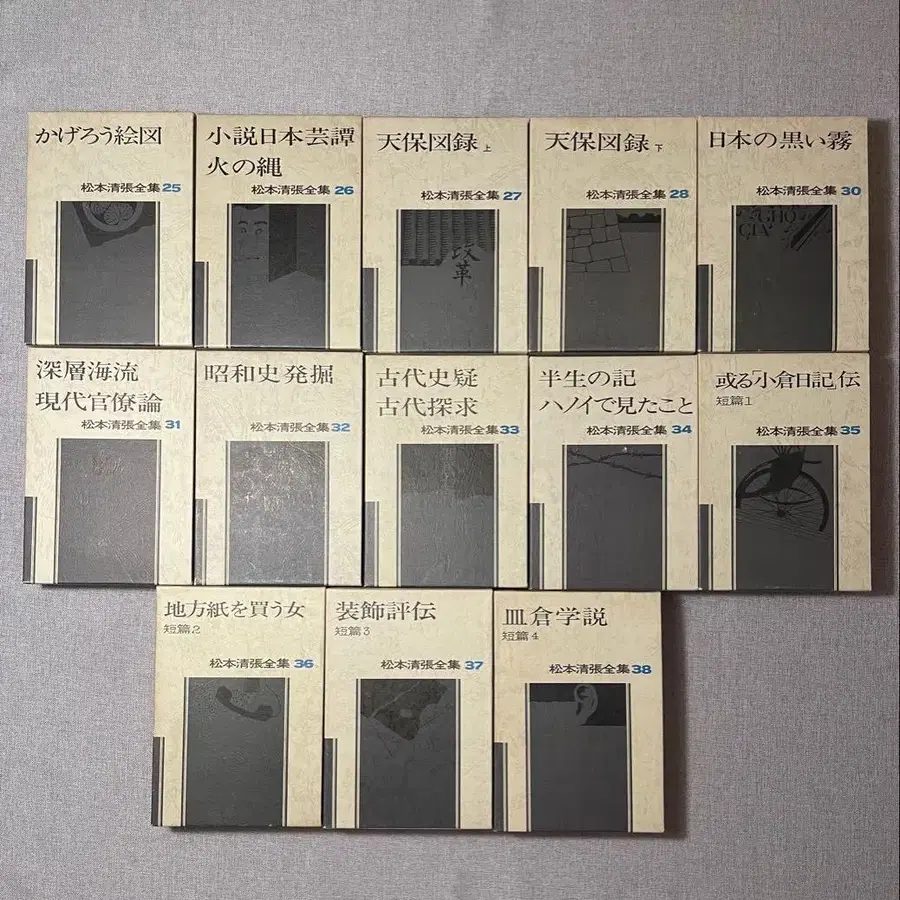 かげろう絵図
松本清張全集 25
小説日本芸譚
火の縄
松本清張全集 26
天保図録 上
松本清張全集 27
改革
天保図録 下
松本清張全集 28
日本の黒い霧
松本清張全集 30
GHQ
CIA
深層海流
現代官僚論
松本清張全集 31
昭和史発掘
松本清張全集 32
古代史疑
古代探求
松本清張全集 33
半生の記
ハノイで見たこと
松本清張全集 34
或る「小倉日記」伝
短篇1
松本清張全集 35
地方紙を買う女
短篇2
松本清張全集 36
装飾評伝
短篇3
松本清張全集 37
皿倉学説
短篇4
松本清張全集 38